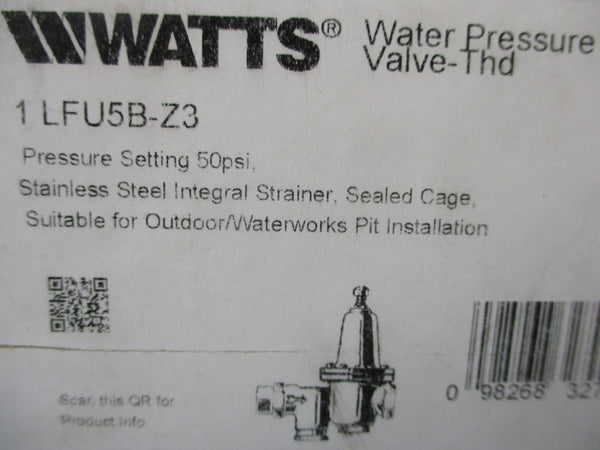 WATTS® Water Pressure
Valve-Thd
1 LFU5B-Z3
Pressure Setting 50psi,
Stainless Steel Integral Strainer, Sealed Cage,
Suitable for Outdoor/Waterworks Pit Installation
Scan this QR for
Product Info
0 98268 327